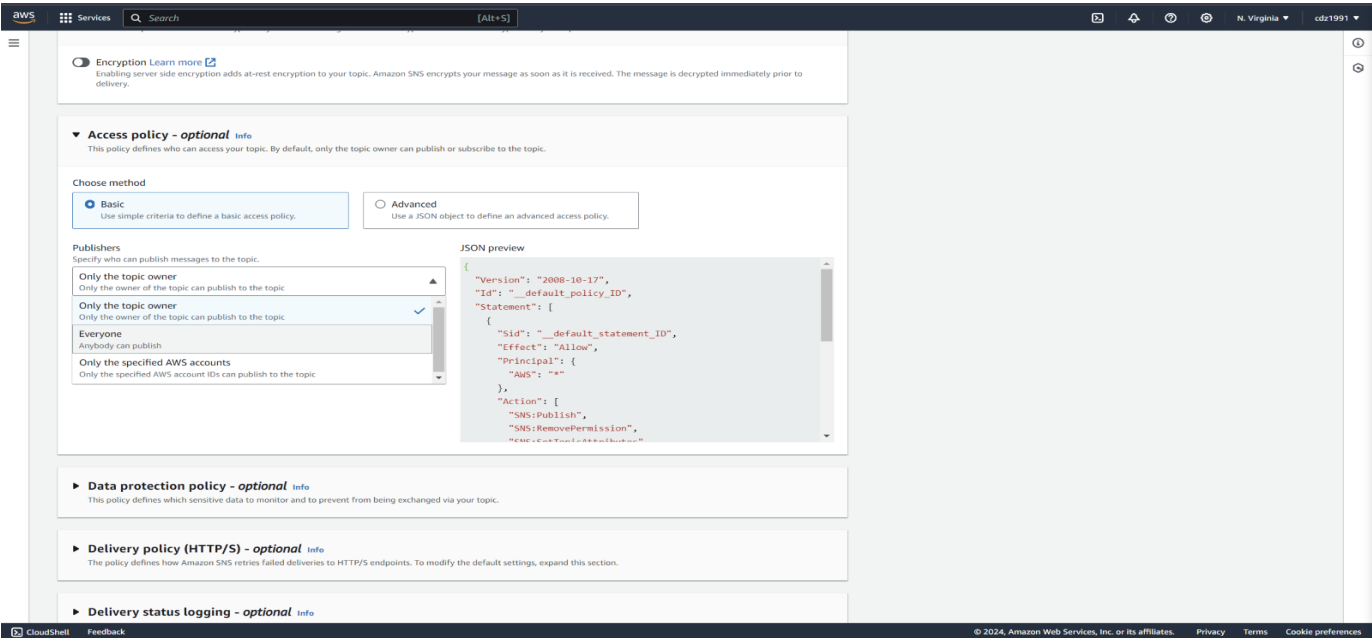 aws
Services
Search
[Alt+S]
N. Virginia ▼
cdz1991 ▼
Encryption Learn more
Enabling server side encryption adds at-rest encryption to your topic. Amazon SNS encrypts your message as soon as it is received. The message is decrypted immediately prior to
delivery.
▼ Access policy - optional Info
This policy defines who can access your topic. By default, only the topic owner can publish or subscribe to the topic.
Choose method
Basic
Use simple criteria to define a basic access policy.
Advanced
Use a JSON object to define an advanced access policy.
Publishers
Specify who can publish messages to the topic.
Only the topic owner
Only the owner of the topic can publish to the topic
Only the topic owner
Only the owner of the topic can publish to the topic
Everyone
Anybody can publish
Only the specified AWS accounts
Only the specified AWS account IDs can publish to the topic
JSON preview
{
"Version": "2008-10-17",
"Id": "__default_policy_ID",
"Statement": [
{
"Sid": "__default_statement_ID",
"Effect": "Allow",
"Principal": {
"AWS": "*"
},
"Action": [
"SNS:Publish",
"SNS:RemovePermission",
"SNS:SetTopicAttributes"
▶ Data protection policy - optional Info
This policy defines which sensitive data to monitor and to prevent from being exchanged via your topic.
▶ Delivery policy (HTTP/S) - optional Info
The policy defines how Amazon SNS retries failed deliveries to HTTP/S endpoints. To modify the default settings, expand this section.
▶ Delivery status logging - optional Info
CloudShell
Feedback
© 2024, Amazon Web Services, Inc. or its affiliates.
Privacy
Terms
Cookie preferences